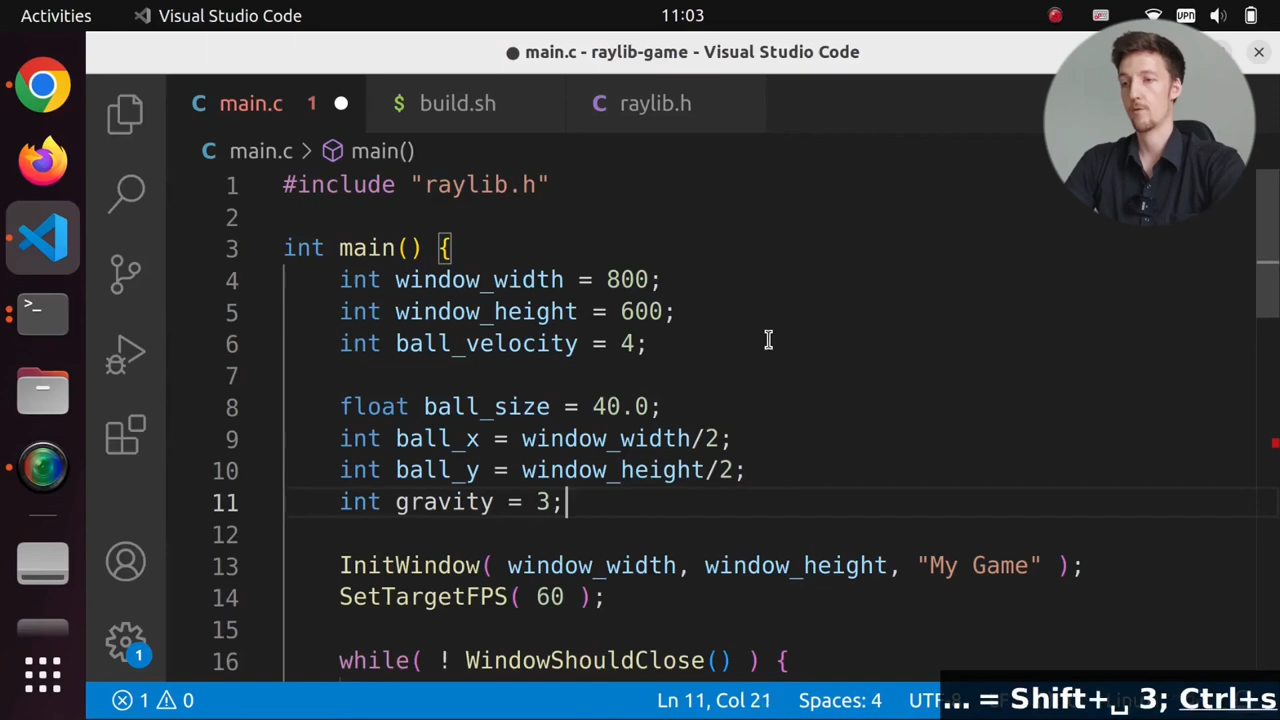 Activities
Visual Studio Code
11:03
VPN
● main.c - raylib-game - Visual Studio Code
C main.c 1
$ build.sh
C raylib.h
C main.c > main()
1 #include "raylib.h"
2
3 int main() {
4 int window_width = 800;
5 int window_height = 600;
6 int ball_velocity = 4;
7
8 float ball_size = 40.0;
9 int ball_x = window_width/2;
10 int ball_y = window_height/2;
11 int gravity = 3;
12
13 InitWindow( window_width, window_height, "My Game" );
14 SetTargetFPS( 60 );
15
16 while( ! WindowShouldClose() ) {
1
1 0
Ln 11, Col 21
Spaces: 4
… = Shift+␣ 3; Ctrl+s